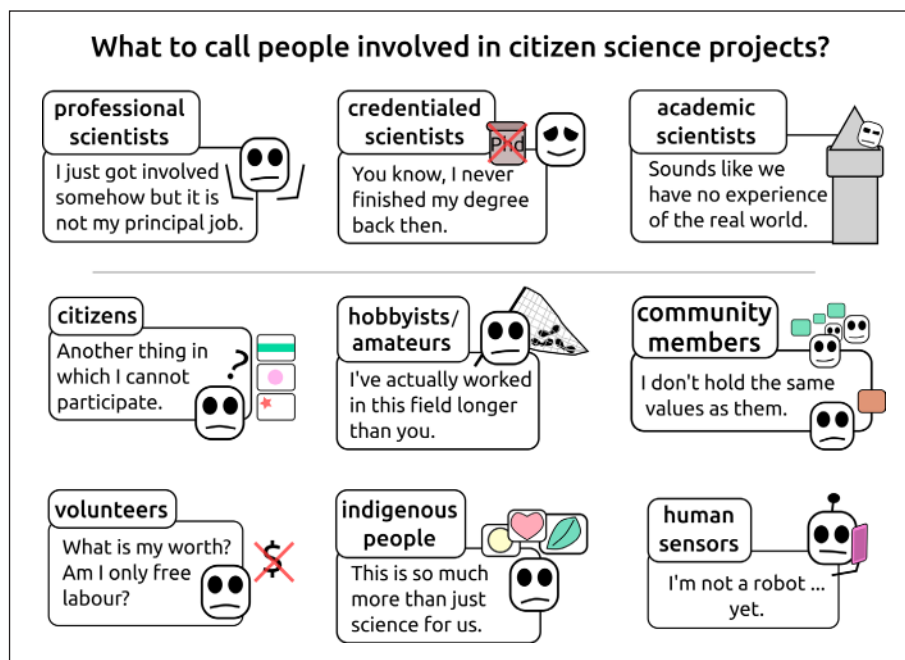 What to call people involved in citizen science projects?
professional
scientists
I just got involved
somehow but it is
not my principal job.
credentialed
scientists
Phd
You know, I never
finished my degree
back then.
academic
scientists
Sounds like we
have no experience
of the real world.
citizens
Another thing in
which I cannot
participate.
?
hobbyists/
amateurs
I've actually worked
in this field longer
than you.
community
members
I don't hold the same
values as them.
volunteers
What is my worth?
Am I only free
labour?
$
indigenous
people
This is so much
more than just
science for us.
human
sensors
I'm not a robot ...
yet.